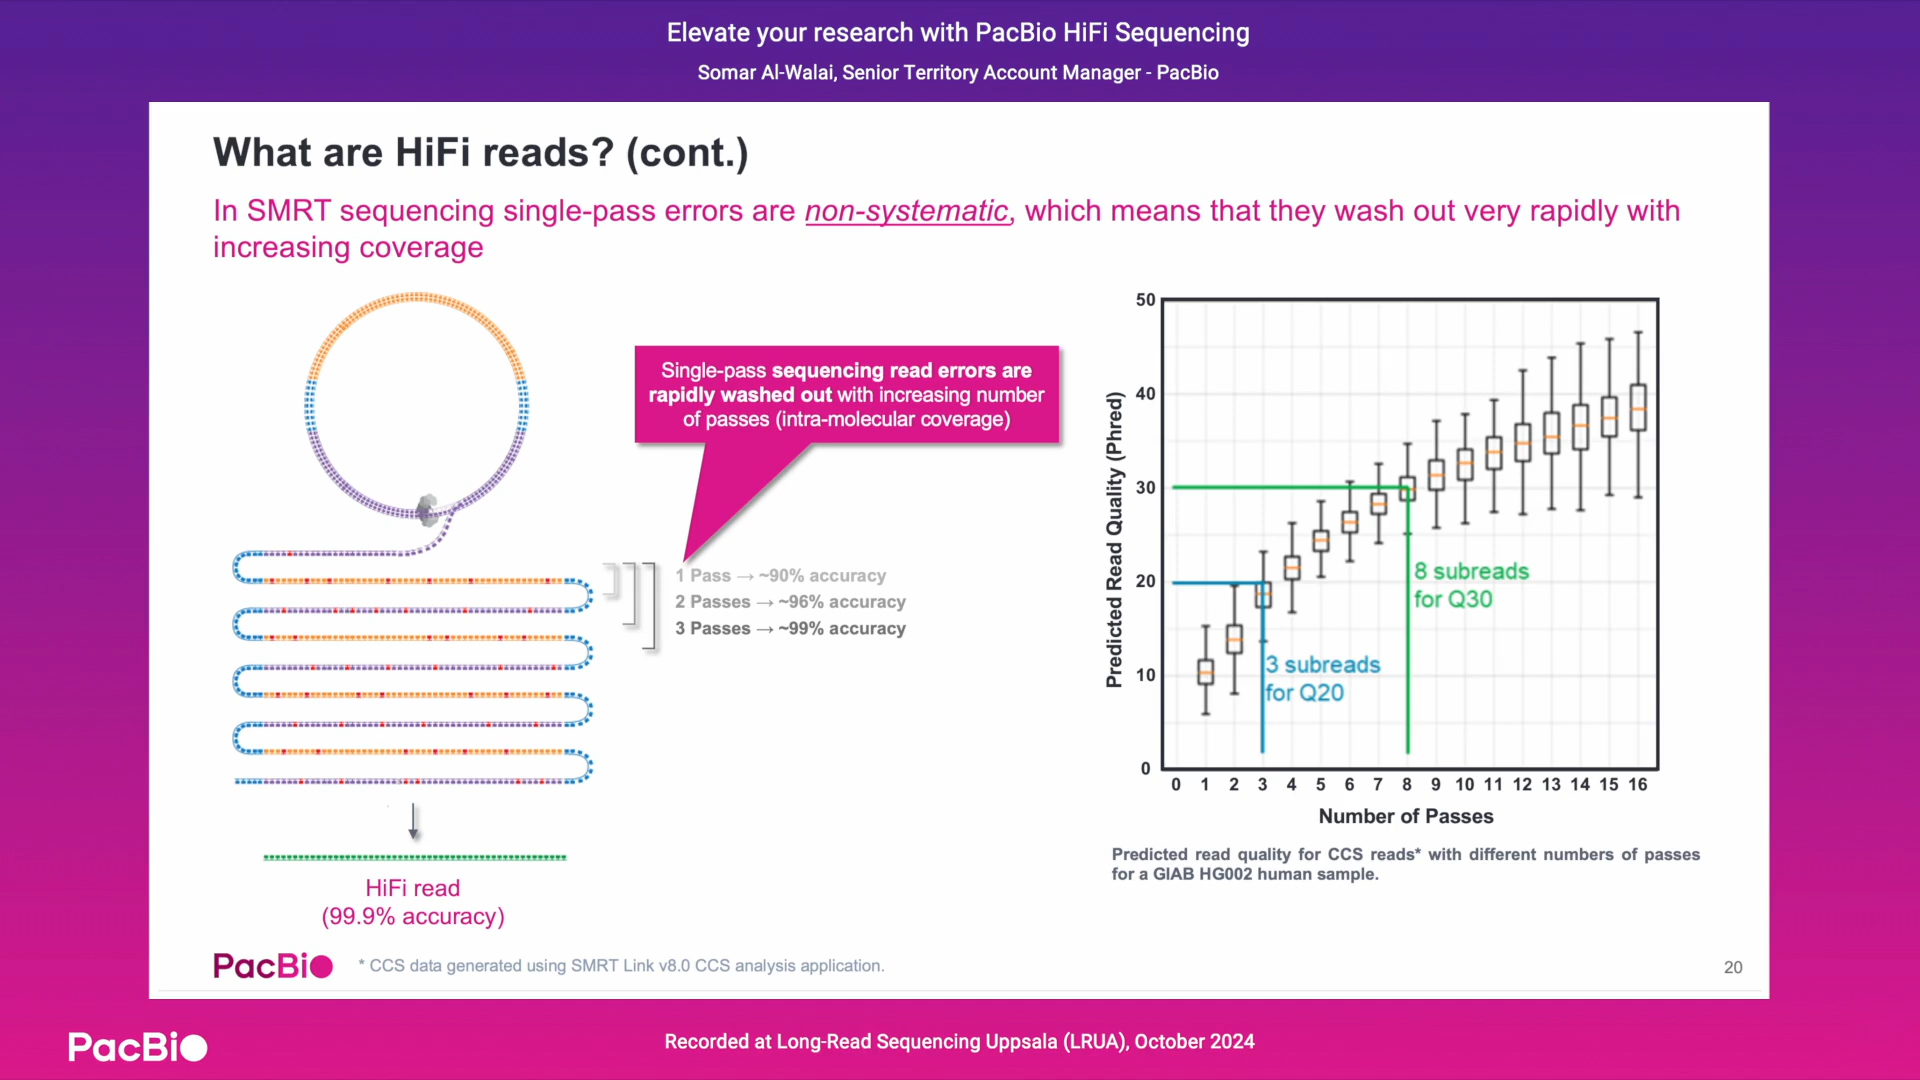 Elevate your research with PacBio HiFi Sequencing
Somar Al-Walai, Senior Territory Account Manager - PacBio
What are HiFi reads? (cont.)
In SMRT sequencing single-pass errors are non-systematic, which means that they wash out very rapidly with
increasing coverage
Single-pass sequencing read errors are
rapidly washed out with increasing number
of passes (intra-molecular coverage)
1 Pass → ~90% accuracy
2 Passes → ~96% accuracy
3 Passes → ~99% accuracy
HiFi read
(99.9% accuracy)
Predicted Read Quality (Phred)
50
40
30
20
10
0
8 subreads
for Q30
3 subreads
for Q20
0 1 2 3 4 5 6 7 8 9 10 11 12 13 14 15 16
Number of Passes
Predicted read quality for CCS reads* with different numbers of passes
for a GIAB HG002 human sample.
PacBio
* CCS data generated using SMRT Link v8.0 CCS analysis application.
20
PacBio
Recorded at Long-Read Sequencing Uppsala (LRUA), October 2024